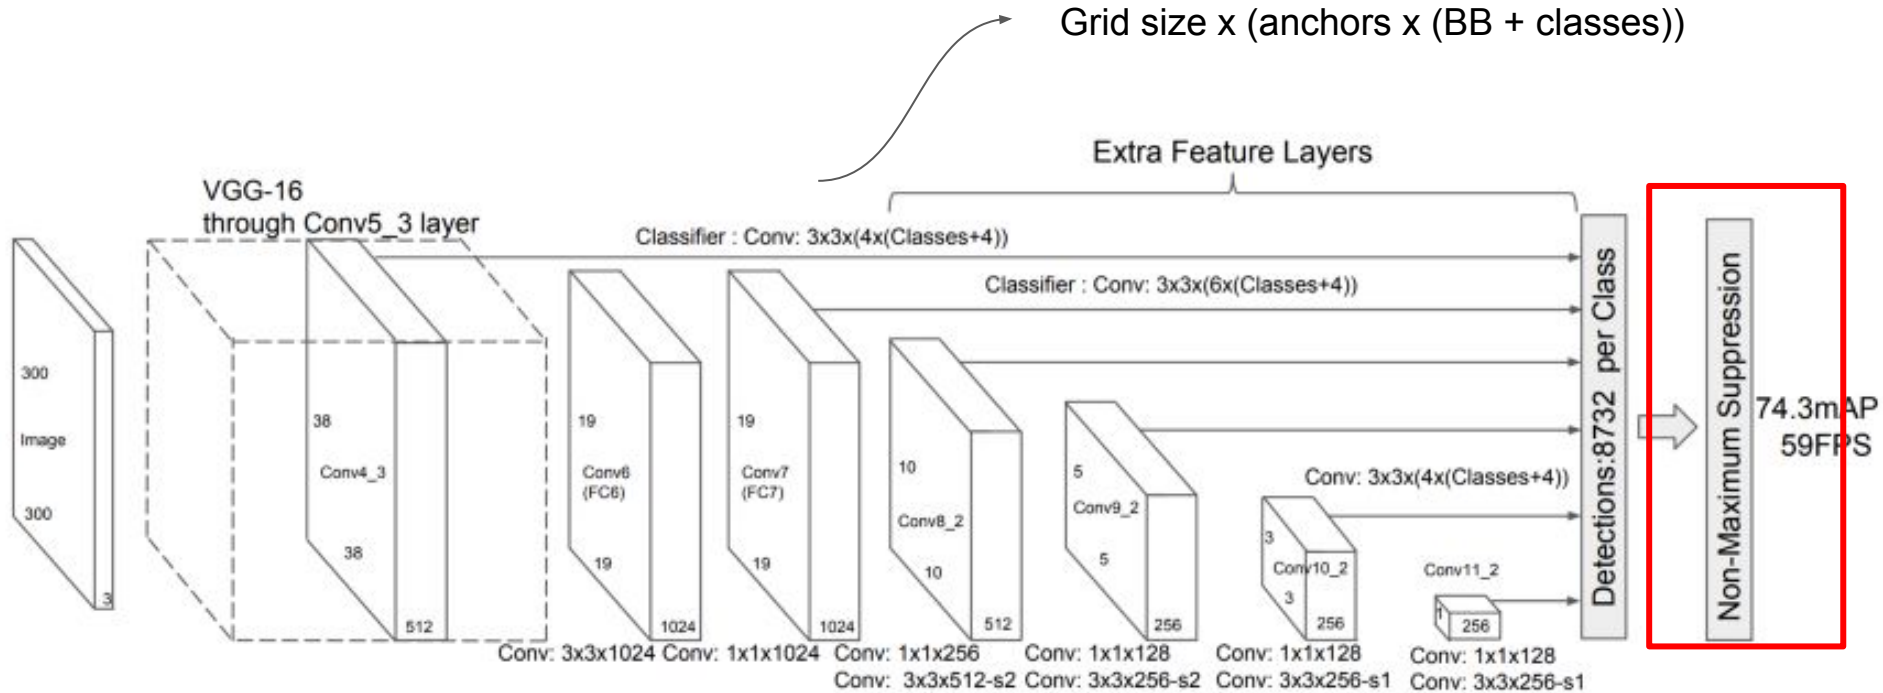 Grid size x (anchors x (BB + classes))
Extra Feature Layers
VGG-16
through Conv5_3 layer
Classifier : Conv: 3x3x(4x(Classes+4))
Classifier : Conv: 3x3x(6x(Classes+4))
Conv: 3x3x(4x(Classes+4))
300
Image
300
3
38
Conv4_3
38
512
19
Conv6
(FC6)
19
1024
19
Conv7
(FC7)
19
1024
10
Conv8_2
10
512
5
Conv9_2
5
256
3
Conv10_2
3
256
Conv11_2
1
256
Detections:8732 per Class
Non-Maximum Suppression
74.3mAP
59FPS
Conv: 3x3x1024
Conv: 1x1x1024
Conv: 1x1x256
Conv: 3x3x512-s2
Conv: 1x1x128
Conv: 3x3x256-s2
Conv: 1x1x128
Conv: 3x3x256-s1
Conv: 1x1x128
Conv: 3x3x256-s1